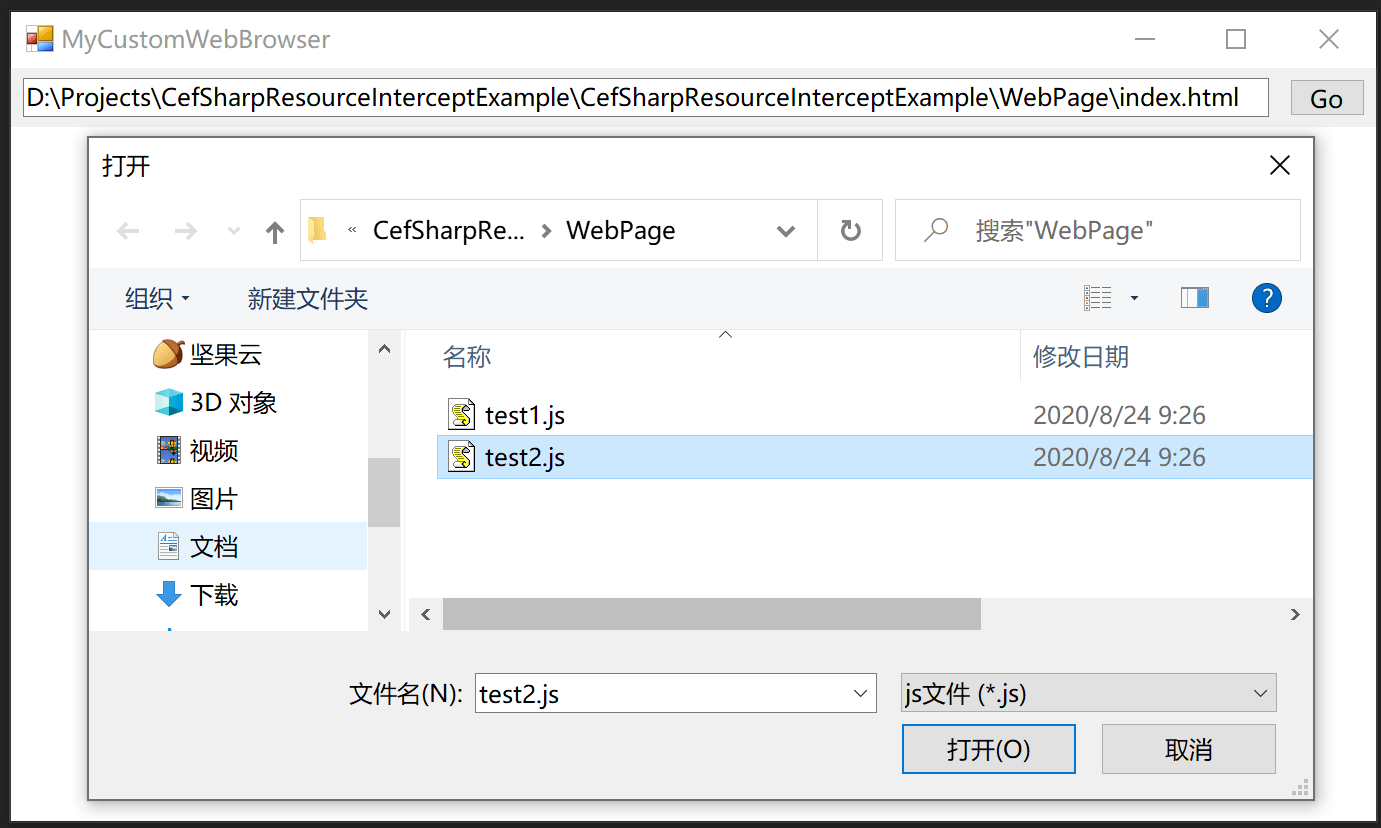 MyCustomWebBrowser
D:\Projects\CefSharpResourceInterceptExample\CefSharpResourceInterceptExample\WebPage\index.html Go
打开
« CefSharpRe... WebPage 搜索"WebPage"
组织 新建文件夹 ?
坚果云
3D 对象
视频
图片
文档
下载
名称 修改日期
test1.js 2020/8/24 9:26
test2.js 2020/8/24 9:26
文件名(N): test2.js js文件 (*.js)
打开(O) 取消